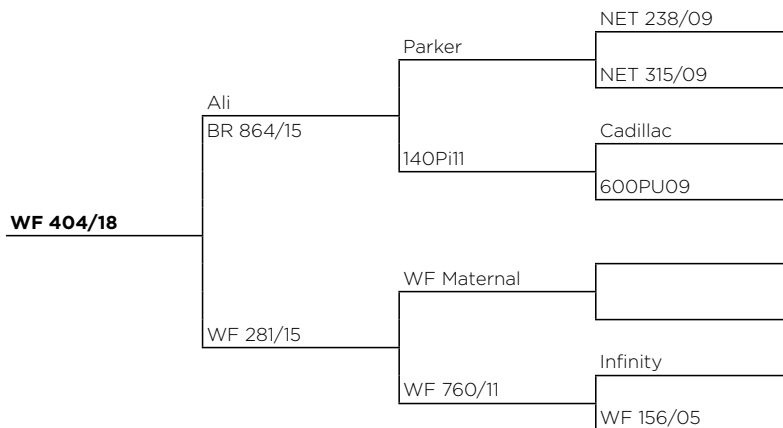 NET 238/09
Parker
NET 315/09
Ali
BR 864/15
Cadillac
140Pi11
600PU09
WF 404/18
WF Maternal
WF 281/15
Infinity
WF 760/11
WF 156/05